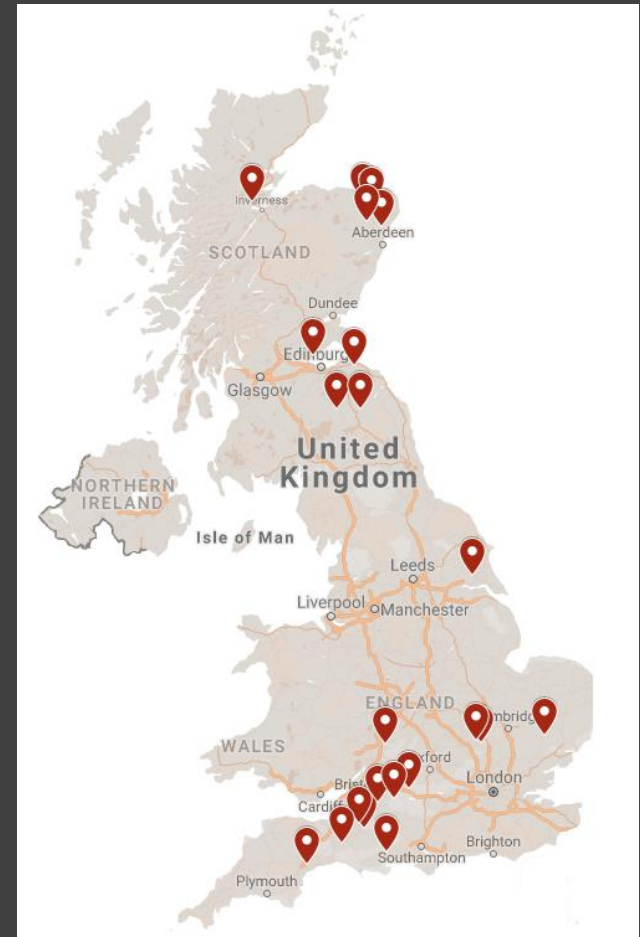 Inverness
SCOTLAND
Aberdeen
Dundee
Edinburg
Glasgow
United
Kingdom
NORTHERN
IRELAND
Isle of Man
Leeds
Liverpool
Manchester
ENGLAND
mbridg
WALES
xford
London
Brist
Cardiff
Brighton
Southampton
Plymouth